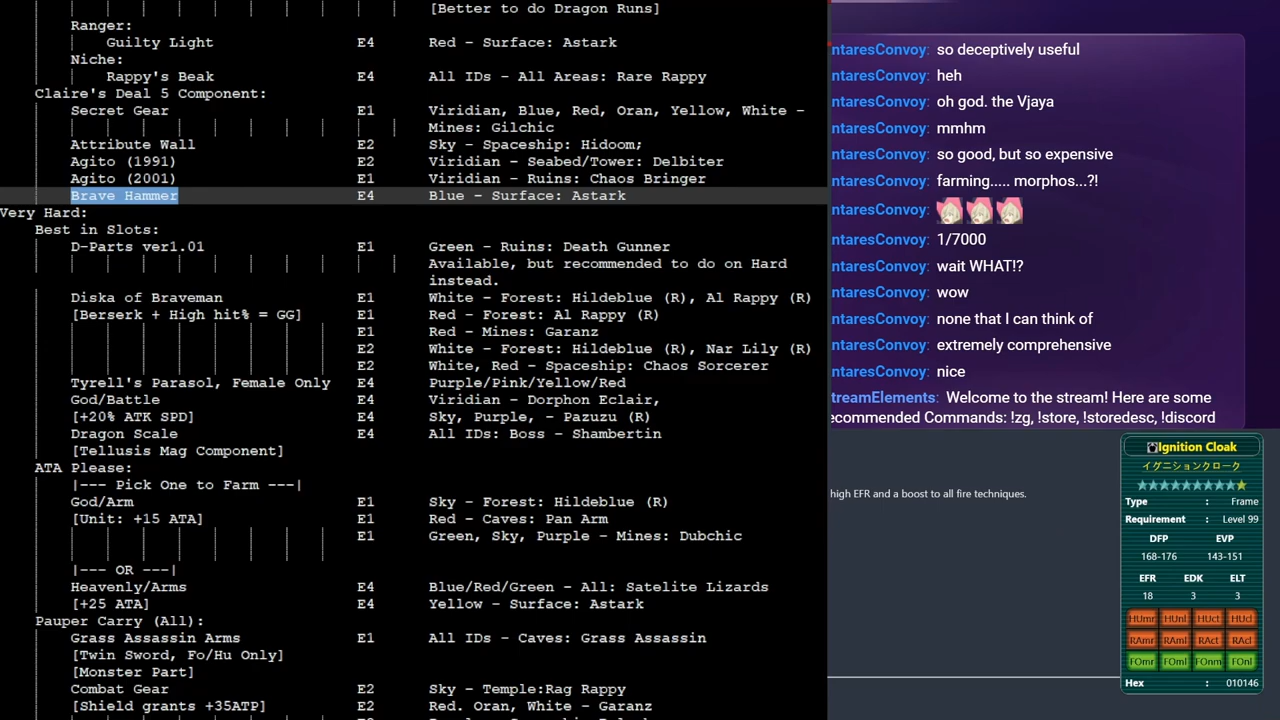 [Better to do Dragon Runs]
Ranger:
Guilty Light E4 Red - Surface: Astark
Niche:
Rappy's Beak E4 All IDs - All Areas: Rare Rappy
Claire's Deal 5 Component:
Secret Gear E1 Viridian, Blue, Red, Oran, Yellow, White -
Mines: Gilchic
Attribute Wall E2 Sky - Spaceship: Hidoom;
Agito (1991) E2 Viridian - Seabed/Tower: Delbiter
Agito (2001) E1 Viridian - Ruins: Chaos Bringer
Brave Hammer E4 Blue - Surface: Astark
Very Hard:
Best in Slots:
D-Parts ver1.01 E1 Green - Ruins: Death Gunner
Available, but recommended to do on Hard
instead.
Diska of Braveman E1 White - Forest: Hildeblue (R), Al Rappy (R)
[Berserk + High hit% = GG] E1 Red - Forest: Al Rappy (R)
E1 Red - Mines: Garanz
E2 White - Forest: Hildeblue (R), Nar Lily (R)
E2 White, Red - Spaceship: Chaos Sorcerer
Tyrell's Parasol, Female Only E4 Purple/Pink/Yellow/Red
God/Battle E4 Viridian - Dorphon Eclair,
[+20% ATK SPD] E4 Sky, Purple, - Pazuzu (R)
Dragon Scale E4 All IDs: Boss - Shambertin
[Tellusis Mag Component]
ATA Please:
|--- Pick One to Farm ---|
God/Arm E1 Sky - Forest: Hildeblue (R)
[Unit: +15 ATA] E1 Red - Caves: Pan Arm
E1 Green, Sky, Purple - Mines: Dubchic
|--- OR ---|
Heavenly/Arms E4 Blue/Red/Green - All: Satelite Lizards
[+25 ATA] E4 Yellow - Surface: Astark
Pauper Carry (All):
Grass Assassin Arms E1 All IDs - Caves: Grass Assassin
[Twin Sword, Fo/Hu Only]
[Monster Part]
Combat Gear E2 Sky - Temple:Rag Rappy
[Shield grants +35ATP] E2 Red. Oran, White - Garanz
ntaresConvoy: so deceptively useful
ntaresConvoy: heh
ntaresConvoy: oh god. the Vjaya
ntaresConvoy: mmhm
ntaresConvoy: so good, but so expensive
ntaresConvoy: farming..... morphos...?!
ntaresConvoy:
ntaresConvoy: 1/7000
ntaresConvoy: wait WHAT!?
ntaresConvoy: wow
ntaresConvoy: none that I can think of
ntaresConvoy: extremely comprehensive
ntaresConvoy: nice
treamElements: Welcome to the stream! Here are some
ecommended Commands: !zg, !store, !storedesc, !discord
high EFR and a boost to all fire techniques.
Ignition Cloak
イグニションクローク
Type : Frame
Requirement : Level 99
DFP EVP
168-176 143-151
EFR EDK ELT
18 3 3
HUmr HUnl HUct HUcl
RAmr RAml RAct RAcl
FOmr FOml FOnm FOnl
Hex : 010146